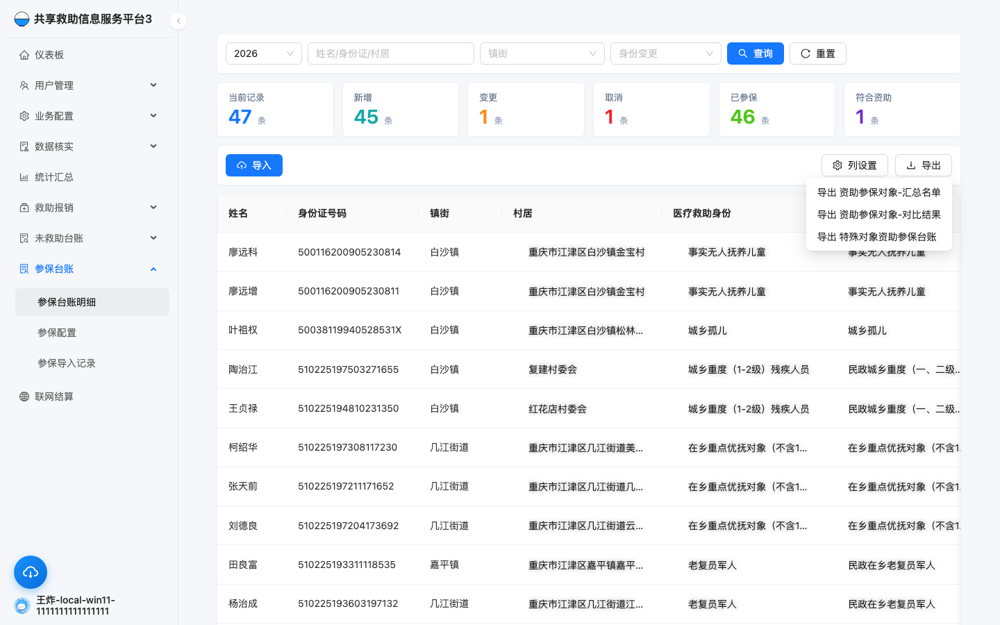 共享救助信息服务平台3
仪表板
用户管理
业务配置
数据核实
统计汇总
救助报销
未救助台账
参保台账
参保台账明细
参保配置
参保导入记录
联网结算
王炸-local-win11-
1111111111111111
2026 姓名/身份证/村居 镇街 身份变更 查询 重置
当前记录 新增 变更 取消 已参保 符合资助
47 条 45 条 1 条 1 条 46 条 1 条
导入 列设置 导出
导出 资助参保对象-汇总名单
导出 资助参保对象-对比结果
导出 特殊对象资助参保台账
姓名 身份证号码 镇街 村居 医疗救助身份
廖远科 500116200905230814 白沙镇 重庆市江津区白沙镇金宝村 事实无人抚养儿童 事实无人抚养儿童
廖远增 500116200905230811 白沙镇 重庆市江津区白沙镇金宝村 事实无人抚养儿童 事实无人抚养儿童
叶祖权 50038119940528531X 白沙镇 重庆市江津区白沙镇松林... 城乡孤儿 城乡孤儿
陶治江 510225197503271655 白沙镇 复建村委会 城乡重度（1-2级）残疾人员 民政城乡重度（一、二级...
王贞禄 510225194810231350 白沙镇 红花店村委会 城乡重度（1-2级）残疾人员 民政城乡重度（一、二级...
柯绍华 510225197308117230 几江街道 重庆市江津区几江街道美... 在乡重点优抚对象（不含1... 在乡重点优抚对象（不含1
张天前 510225197211171652 几江街道 重庆市江津区几江街道几... 在乡重点优抚对象（不含1... 在乡重点优抚对象（不含1
刘德良 510225197204173692 几江街道 重庆市江津区几江街道云... 在乡重点优抚对象（不含1... 在乡重点优抚对象（不含1
田良富 510225193311118535 嘉平镇 重庆市江津区嘉平镇嘉平... 老复员军人 民政在乡老复员军人
杨治成 510225193603197132 几江街道 重庆市江津区几江街道江... 老复员军人 民政在乡老复员军人